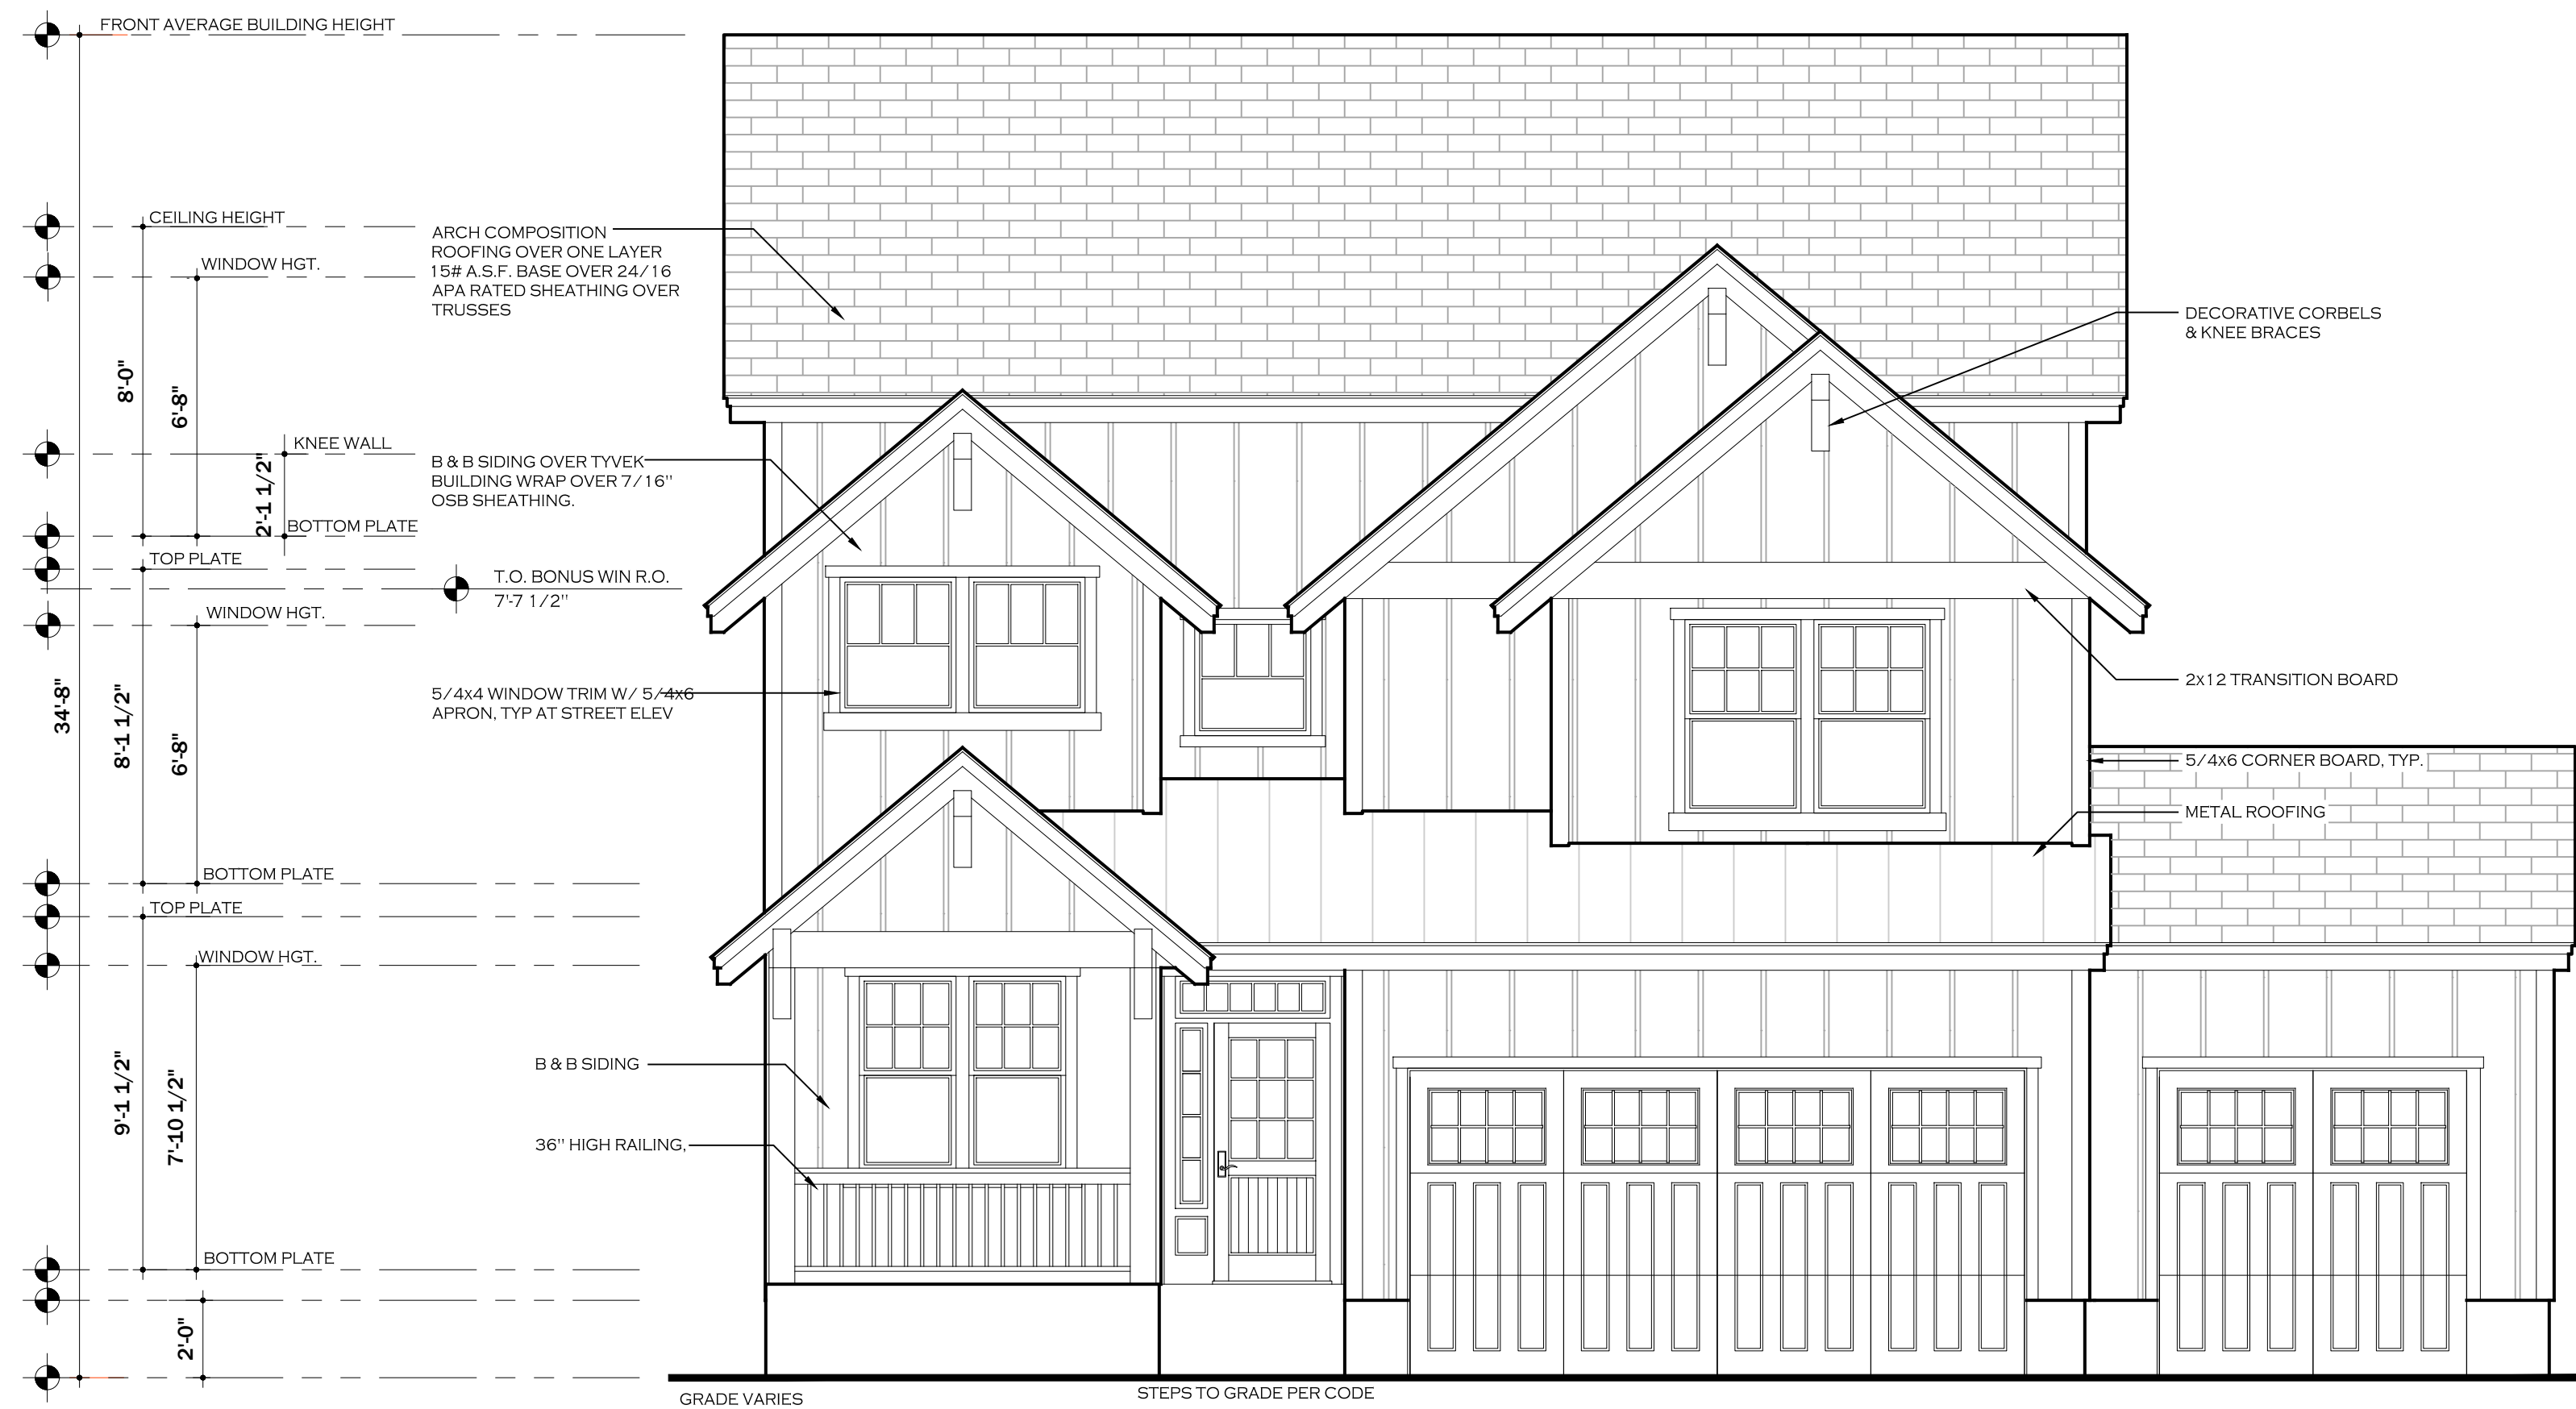 FRONT AVERAGE BUILDING HEIGHT
CEILING HEIGHT
WINDOW HGT.
8'-0"
6'-8"
KNEE WALL
2'-1 1/2"
BOTTOM PLATE
TOP PLATE
T.O. BONUS WIN R.O.
7'-7 1/2"
WINDOW HGT.
34'-8"
8'-1 1/2"
6'-8"
BOTTOM PLATE
TOP PLATE
WINDOW HGT.
9'-1 1/2"
7'-10 1/2"
BOTTOM PLATE
2'-0"
ARCH COMPOSITION
ROOFING OVER ONE LAYER
15# A.S.F. BASE OVER 24/16
APA RATED SHEATHING OVER
TRUSSES
B & B SIDING OVER TYVEK
BUILDING WRAP OVER 7/16"
OSB SHEATHING.
5/4x4 WINDOW TRIM W/ 5/4x6
APRON, TYP AT STREET ELEV
B & B SIDING
36" HIGH RAILING,
DECORATIVE CORBELS
& KNEE BRACES
2x12 TRANSITION BOARD
5/4x6 CORNER BOARD, TYP.
METAL ROOFING
GRADE VARIES
STEPS TO GRADE PER CODE